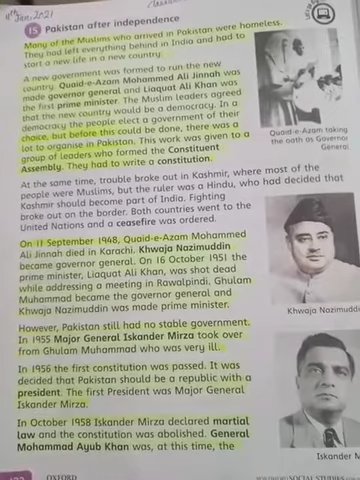 4th Jan, 2021
15 Pakistan after independence
Many of the Muslims who arrived in Pakistan were homeless.
They had left everything behind in India and had to
start a new life in a new country.
A new government was formed to run the new
country. Quaid-e-Azam Mohammed Ali Jinnah was
made governor general and Liaquat Ali Khan was
the first prime minister. The Muslim leaders agreed
that the new country would be a democracy. In a
democracy the people elect a government of their
choice, but before this could be done, there was a
lot to organise in Pakistan. This work was given to a
group of leaders who formed the Constituent
Assembly. They had to write a constitution.
Quaid-e-Azam taking
the oath as Governor
General
At the same time, trouble broke out in Kashmir, where most of the
people were Muslims, but the ruler was a Hindu, who had decided that
Kashmir should become part of India. Fighting
broke out on the border. Both countries went to the
United Nations and a ceasefire was ordered.
On 11 September 1948, Quaid-e-Azam Mohammed
Ali Jinnah died in Karachi. Khwaja Nazimuddin
became governor general. On 16 October 1951 the
prime minister, Liaquat Ali Khan, was shot dead
while addressing a meeting in Rawalpindi. Ghulam
Muhammad became the governor general and
Khwaja Nazimuddin was made prime minister.
Khwaja Nazimuddin
However, Pakistan still had no stable government.
In 1955 Major General Iskander Mirza took over
from Ghulam Muhammad who was very ill.
In 1956 the first constitution was passed. It was
decided that Pakistan should be a republic with a
president. The first President was Major General
Iskander Mirza.
In October 1958 Iskander Mirza declared martial
law and the constitution was abolished. General
Mohammad Ayub Khan was, at this time, the
Iskander M
OXFORD
SOCIAL STUDIES